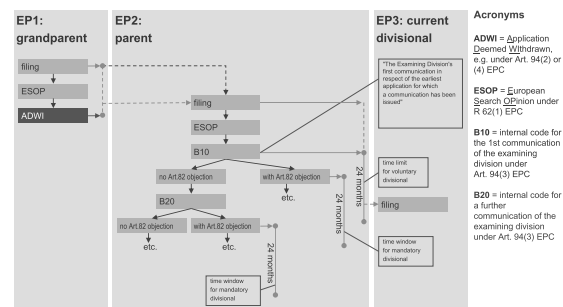 EP1:
grandparent
filing
ESOP
ADWI
EP2:
parent
filing
ESOP
B10
no Art.82 objection
with Art.82 objection
etc.
B20
no Art.82 objection
with Art.82 objection
etc.
etc.
24 months
24 months
24 months
time window
for mandatory
divisional
EP3: current
divisional
"The Examining Division's
first communication in
respect of the earliest
application for which
a communication has been
issued"
time limit
for voluntary
divisional
filing
time window
for mandatory
divisional
Acronyms
ADWI = Application
Deemed WIthdrawn,
e.g. under Art. 94(2) or
(4) EPC
ESOP = European
Search OPinion under
R 62(1) EPC
B10 = internal code for
the 1st communication
of the examining
division under
Art. 94(3) EPC
B20 = internal code for
a further
communication of the
examining division
under Art. 94(3) EPC